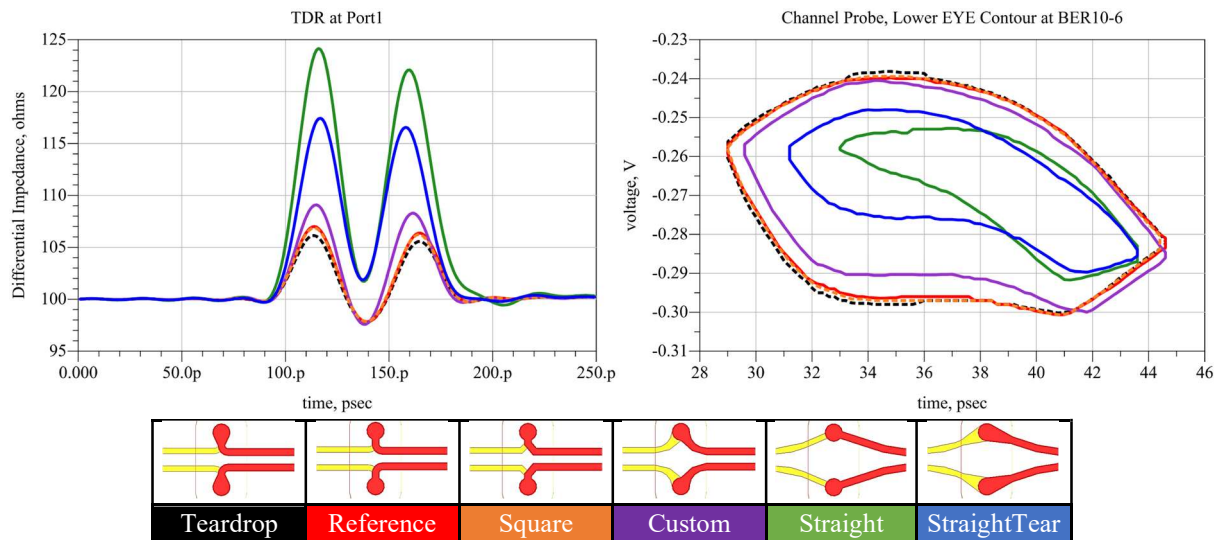 TDR at Port1
Differential Impedance, ohms
125
120
115
110
105
100
95
0.000
50.0p
100.p
150.p
200.p
250.p
time, psec
Channel Probe, Lower EYE Contour at BER10-6
voltage, V
-0.23
-0.24
-0.25
-0.26
-0.27
-0.28
-0.29
-0.30
-0.31
28
30
32
34
36
38
40
42
44
46
time, psec
Teardrop
Reference
Square
Custom
Straight
StraightTear